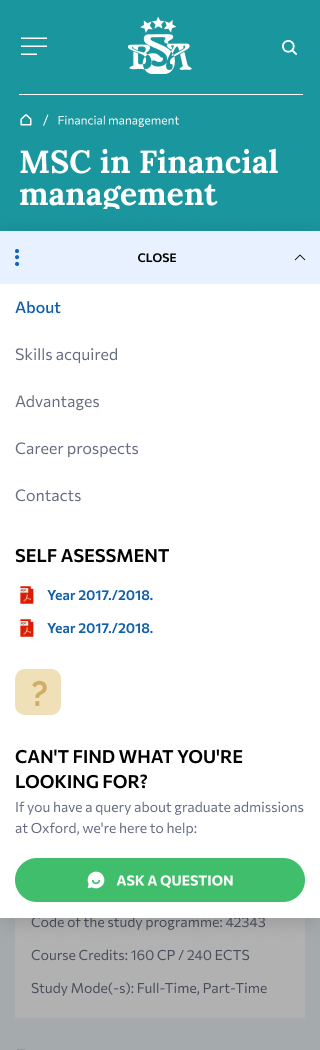 BSA
/ Financial management
MSC in Financial
management
CLOSE
About
Skills acquired
Advantages
Career prospects
Contacts
SELF ASESSMENT
Year 2017./2018.
Year 2017./2018.
?
CAN'T FIND WHAT YOU'RE
LOOKING FOR?
If you have a query about graduate admissions
at Oxford, we're here to help:
ASK A QUESTION
Code of the study programme: 42343
Course Credits: 160 CP / 240 ECTS
Study Mode(-s): Full-Time, Part-Time